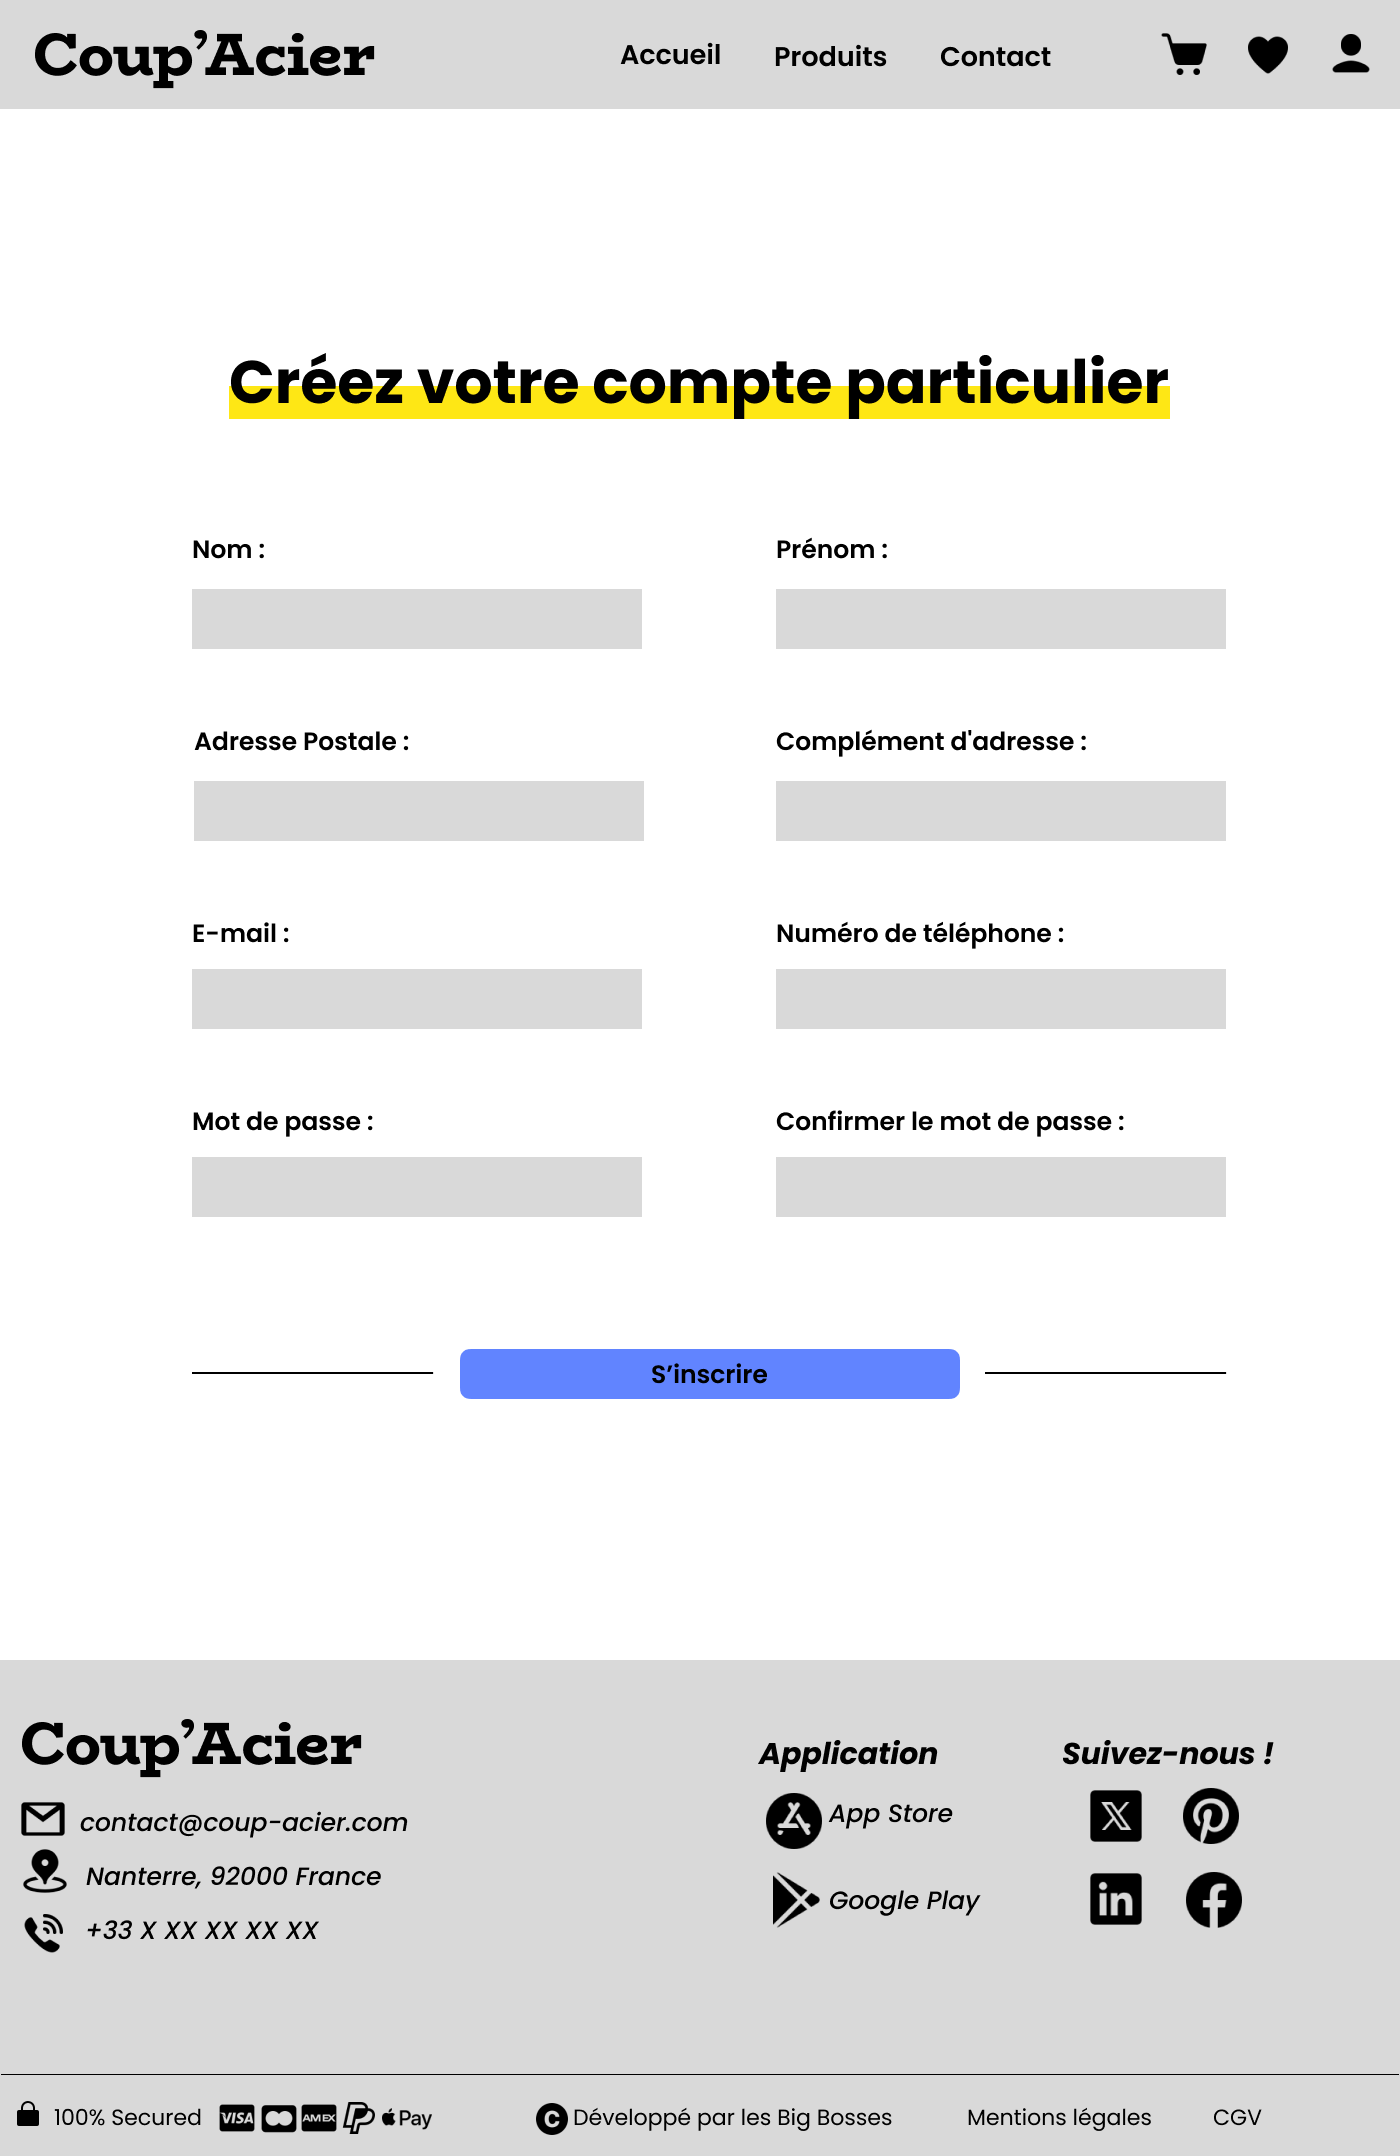 Coup’Acier
Accueil Produits Contact
Créez votre compte particulier
Nom : Prénom :
Adresse Postale : Complément d'adresse :
E-mail : Numéro de téléphone :
Mot de passe : Confirmer le mot de passe :
S’inscrire
Coup’Acier
contact@coup-acier.com
Nanterre, 92000 France
+33 X XX XX XX XX
Application
App Store
Google Play
Suivez-nous !
X
in
100% Secured VISA AMEX Pay
C Développé par les Big Bosses
Mentions légales
CGV